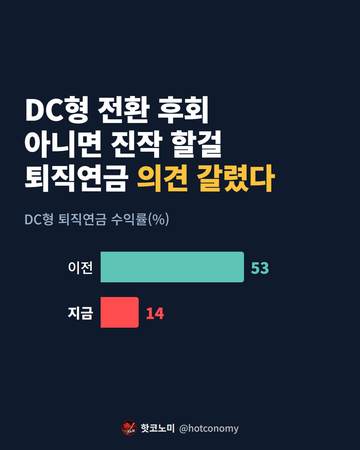 DC형 전환 후회
아니면 진작 할걸
퇴직연금 의견 갈렸다
DC형 퇴직연금 수익률(%)
이전 53
지금 14
핫코노미 @hotconomy